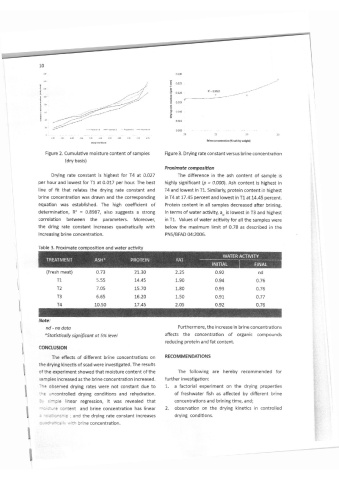 10
Figure 2. Cumulative moisture content of samples
(dry basis)
Drying rate constant is highest for T4 at 0.027
per hour and lowest for T1 at 0.017 per hour. The best
line of fit that relates the drying rate constant and
brine concentration was drawn and the corresponding
equation was established. The high coefficient of
determination, R² = 0.8987, also suggests a strong
correlation between the parameters. Moreover,
the dring rate constant increases quadratically with
increasing brine concentration.
Figure 3. Drying rate constant versus brine concentration
Proximate composition
The difference in the ash content of sample is
highly significant (p = 0.000). Ash content is highest in
T4 and lowest in T1. Similarly, protein content is highest
in T4 at 17.45 percent and lowest in T1 at 14.45 percent.
Protein content in all samples decreased after brining.
In terms of water activity, a is lowest in T3 and highest
in T1. Values of water activity for all the samples were
below the maximum limit of 0.78 as described in the
PNS/BFAD 04:2006.
Table 3. Proximate composition and water activity
TREATMENT ASH* PROTEIN FAT WATER ACTIVITY
INITIAL FINAL
(Fresh meat) 0.73 21.30 2.25 0.92 nd
T1 5.55 14.45 1.90 0.94 0.76
T2 7.05 15.70 1.80 0.93 0.76
T3 6.65 16.20 1.50 0.91 0.77
T4 10.50 17.45 2.05 0.92 0.76
Note:
nd - no data
*Statistically significant at 5% level
CONCLUSION
The effects of different brine concentrations on
the drying kinetics of scad were investigated. The results
of the experiment showed that moisture content of the
samples increased as the brine concentration increased.
The observed drying rates were not constant due to
the uncontrolled drying conditions and rehydration.
By simple linear regression, it was revealed that
moisture content and brine concentration has linear
relationship ; and the drying rate constant increases
quadratically with brine concentration.
Furthermore, the increase in brine concentrations
affects the concentration of organic compounds
reducing protein and fat content.
RECOMMENDATIONS
The following are hereby recommended for
further investigation:
1. a factorial experiment on the drying properties
of freshwater fish as affected by different brine
concentrations and brining time, and;
2. observation on the drying kinetics in controlled
drying conditions.